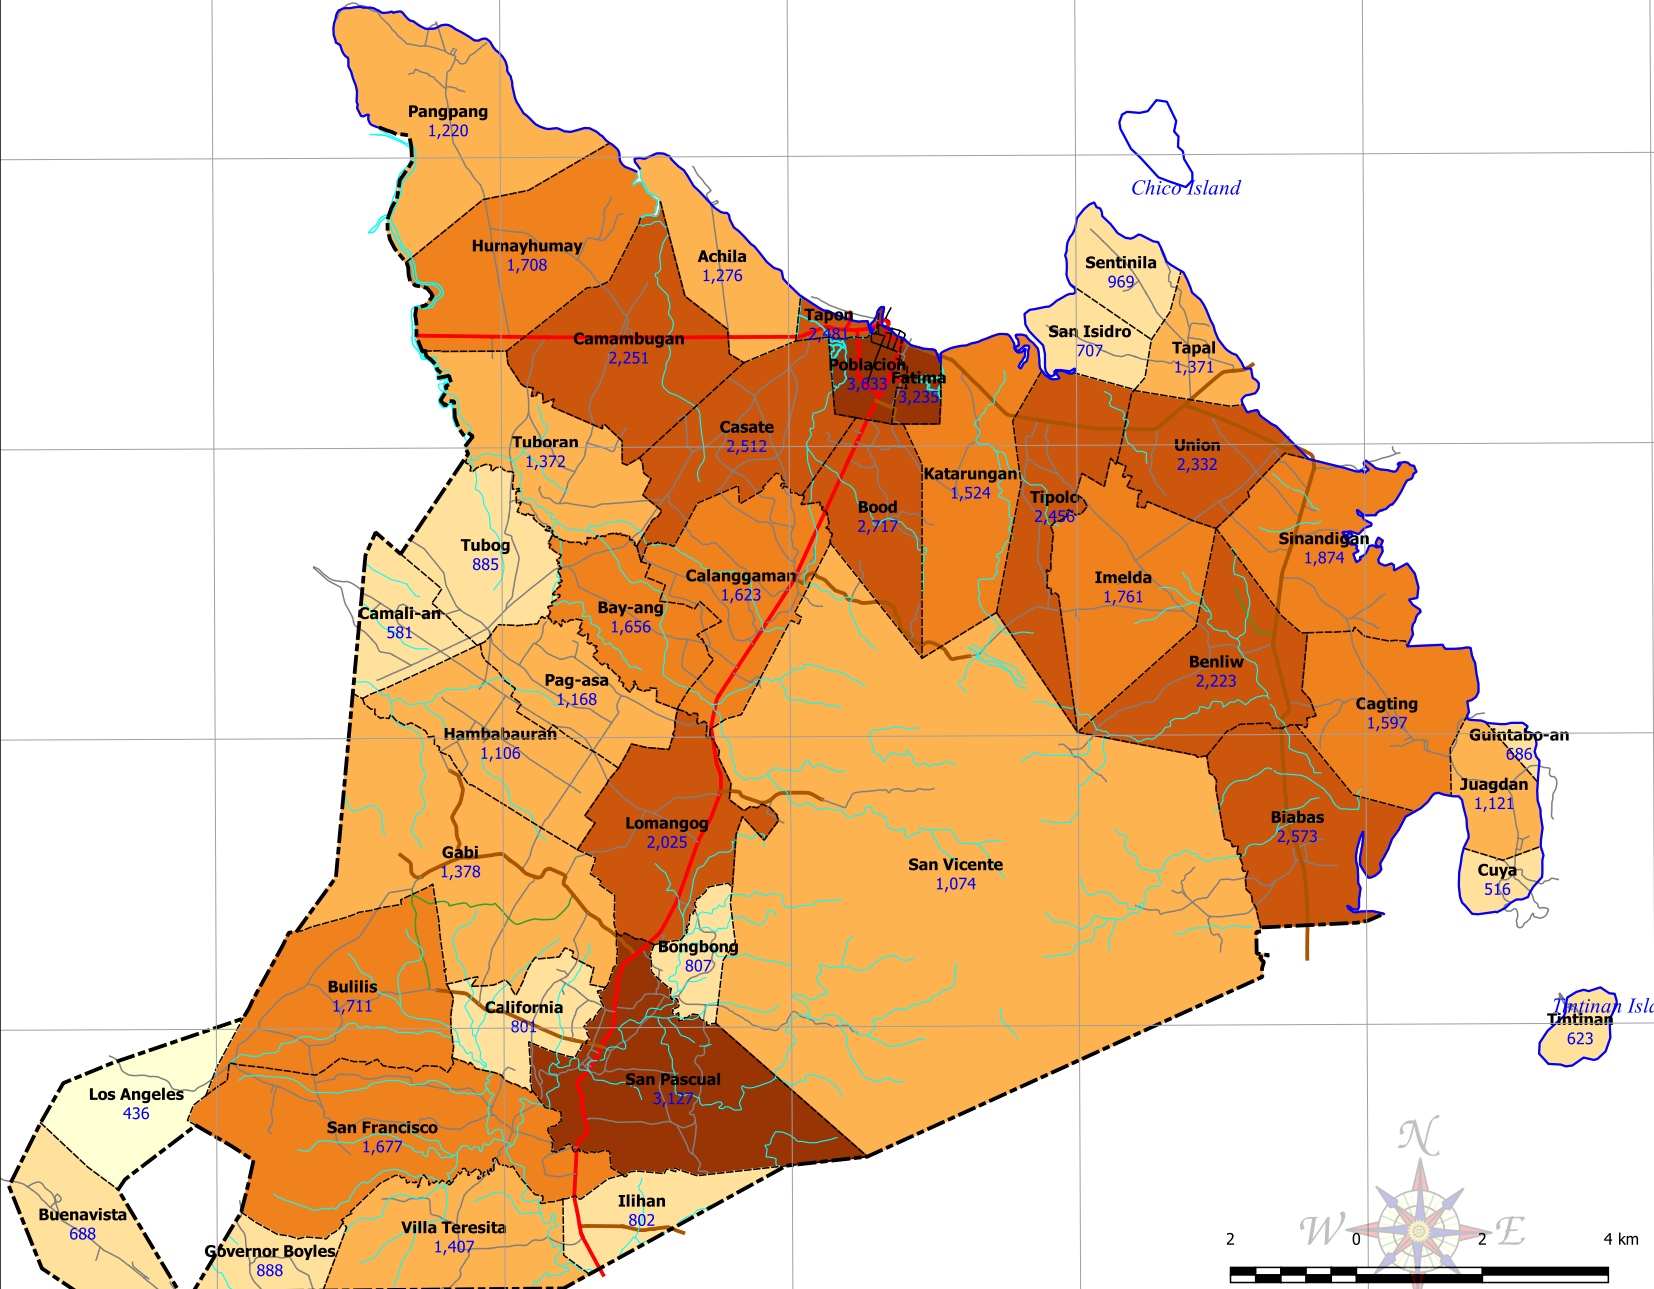 Pangpang
1,220
Chico Island
Humayhumay
1,708
Achila
1,276
Sentinila
969
Tapon
2,481
Camambugan
2,251
San Isidro
707
Tapal
1,371
Poblacion
3,633
Fatima
3,235
Casate
2,512
Tuboran
1,372
Union
2,332
Katarungan
1,524
Tipolo
2,456
Bood
2,717
Sinandigan
1,874
Tubog
885
Calanggaman
1,623
Imelda
1,761
Bay-ang
1,656
Camali-an
581
Benliw
2,223
Pag-asa
1,168
Cagting
1,597
Hambabauran
1,106
Guintabo-an
686
Juagdan
1,121
Lomangog
2,025
Biabas
2,573
Gabi
1,378
San Vicente
1,074
Cuya
516
Bongbong
807
Bulilis
1,711
California
801
Tintinan Isla
Tintinan
623
San Pascual
3,127
Los Angeles
436
San Francisco
1,677
N
Ilihan
802
Buenavista
688
Villa Teresita
1,407
W
E
Governor Boyles
888
2 0 2 4 km